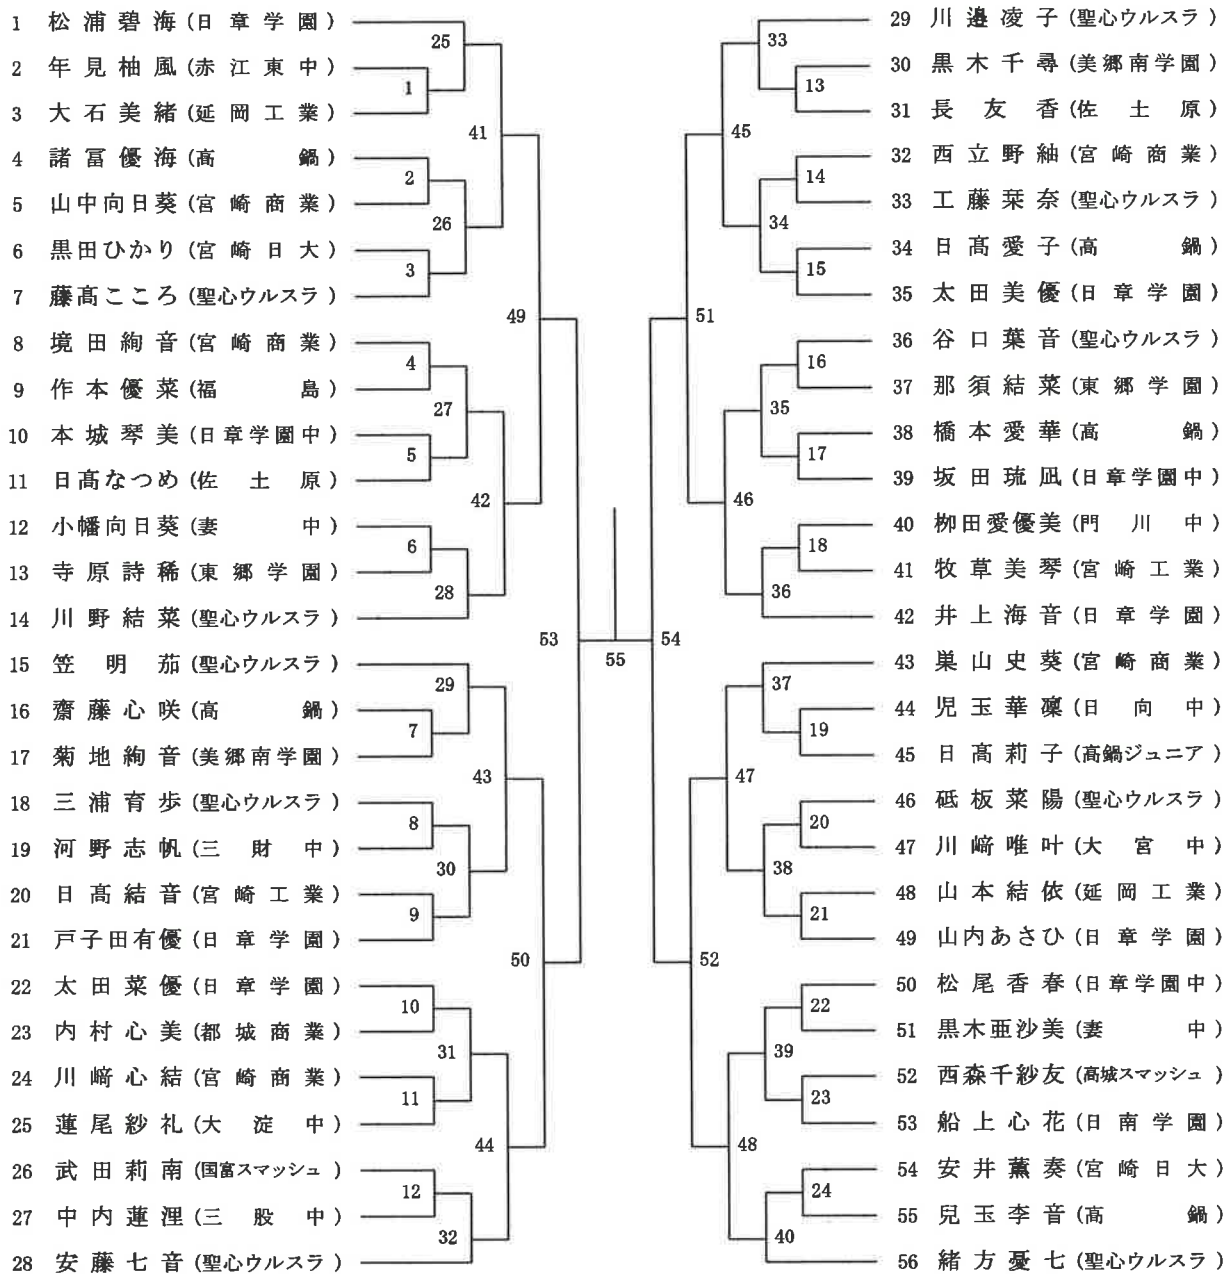 1 松浦碧海(日章学園)
2 年見柚風(赤江東中)
3 大石美緒(延岡工業)
4 諸冨優海(高鍋)
5 山中向日葵(宮崎商業)
6 黒田ひかり(宮崎日大)
7 藤髙こころ(聖心ウルスラ)
8 境田絢音(宮崎商業)
9 作本優菜(福島)
10 本城琴美(日章学園中)
11 日髙なつめ(佐土原)
12 小幡向日葵(妻中)
13 寺原詩稀(東郷学園)
14 川野結菜(聖心ウルスラ)
15 笠明茄(聖心ウルスラ)
16 齋藤心咲(高鍋)
17 菊地絢音(美郷南学園)
18 三浦育歩(聖心ウルスラ)
19 河野志帆(三財中)
20 日髙結音(宮崎工業)
21 戸子田有優(日章学園)
22 太田菜優(日章学園)
23 内村心美(都城商業)
24 川﨑心結(宮崎商業)
25 蓮尾紗礼(大淀中)
26 武田莉南(国富スマッシュ)
27 中内蓮浬(三股中)
28 安藤七音(聖心ウルスラ)
25
1
41
2
26
3
49
4
27
5
42
6
28
53
29
7
43
8
30
9
50
10
31
11
44
12
32
55
33
13
45
14
34
15
51
16
35
17
46
18
36
54
37
19
47
20
38
21
52
22
39
23
48
24
40
29 川邉凌子(聖心ウルスラ)
30 黒木千尋(美郷南学園)
31 長友香(佐土原)
32 西立野紬(宮崎商業)
33 工藤栞奈(聖心ウルスラ)
34 日髙愛子(高鍋)
35 太田美優(日章学園)
36 谷口葉音(聖心ウルスラ)
37 那須結菜(東郷学園)
38 橋本愛華(高鍋)
39 坂田琉凪(日章学園中)
40 栁田愛優美(門川中)
41 牧草美琴(宮崎工業)
42 井上海音(日章学園)
43 巣山史葵(宮崎商業)
44 児玉華凜(日向中)
45 日髙莉子(高鍋ジュニア)
46 砥板菜陽(聖心ウルスラ)
47 川﨑唯叶(大宮中)
48 山本結依(延岡工業)
49 山内あさひ(日章学園)
50 松尾香春(日章学園中)
51 黒木亜沙美(妻中)
52 西森千紗友(高城スマッシュ)
53 船上心花(日南学園)
54 安井薫奏(宮崎日大)
55 兒玉李音(高鍋)
56 緒方憂七(聖心ウルスラ)